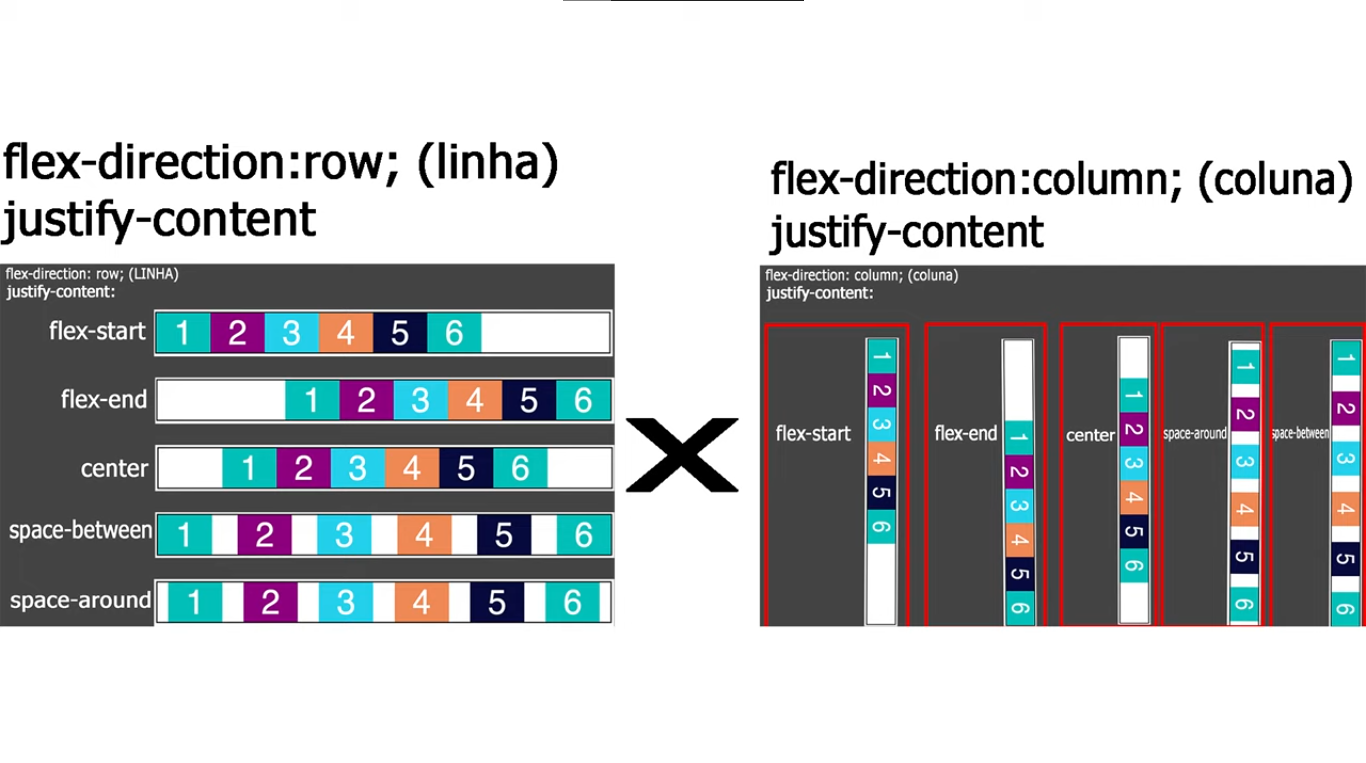 flex-direction:row; (linha)
justify-content
flex-direction: row; (LINHA)
justify-content:
flex-start 1 2 3 4 5 6
flex-end 1 2 3 4 5 6
center 1 2 3 4 5 6
space-between 1 2 3 4 5 6
space-around 1 2 3 4 5 6
X
flex-direction:column; (coluna)
justify-content
flex-direction: column; (coluna)
justify-content:
flex-start 1 2 3 4 5 6
flex-end 1 2 3 4 5 6
center 1 2 3 4 5 6
space-around 1 2 3 4 5 6
space-between 1 2 3 4 5 6